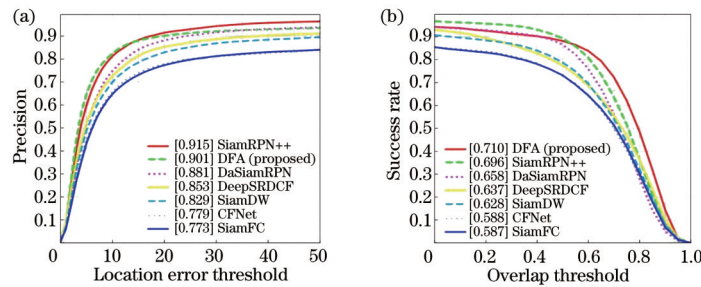 (a)
Precision
0.9
0.8
0.7
0.6
0.5
0.4
0.3
0.2
0.1
[0.915] SiamRPN++
[0.901] DFA (proposed)
[0.881] DaSiamRPN
[0.853] DeepSRDCF
[0.829] SiamDW
[0.779] CFNet
[0.773] SiamFC
0 10 20 30 40 50
Location error threshold
(b)
Success rate
0.9
0.8
0.7
0.6
0.5
0.4
0.3
0.2
0.1
[0.710] DFA (proposed)
[0.696] SiamRPN++
[0.658] DaSiamRPN
[0.637] DeepSRDCF
[0.628] SiamDW
[0.588] CFNet
[0.587] SiamFC
0 0.2 0.4 0.6 0.8 1.0
Overlap threshold